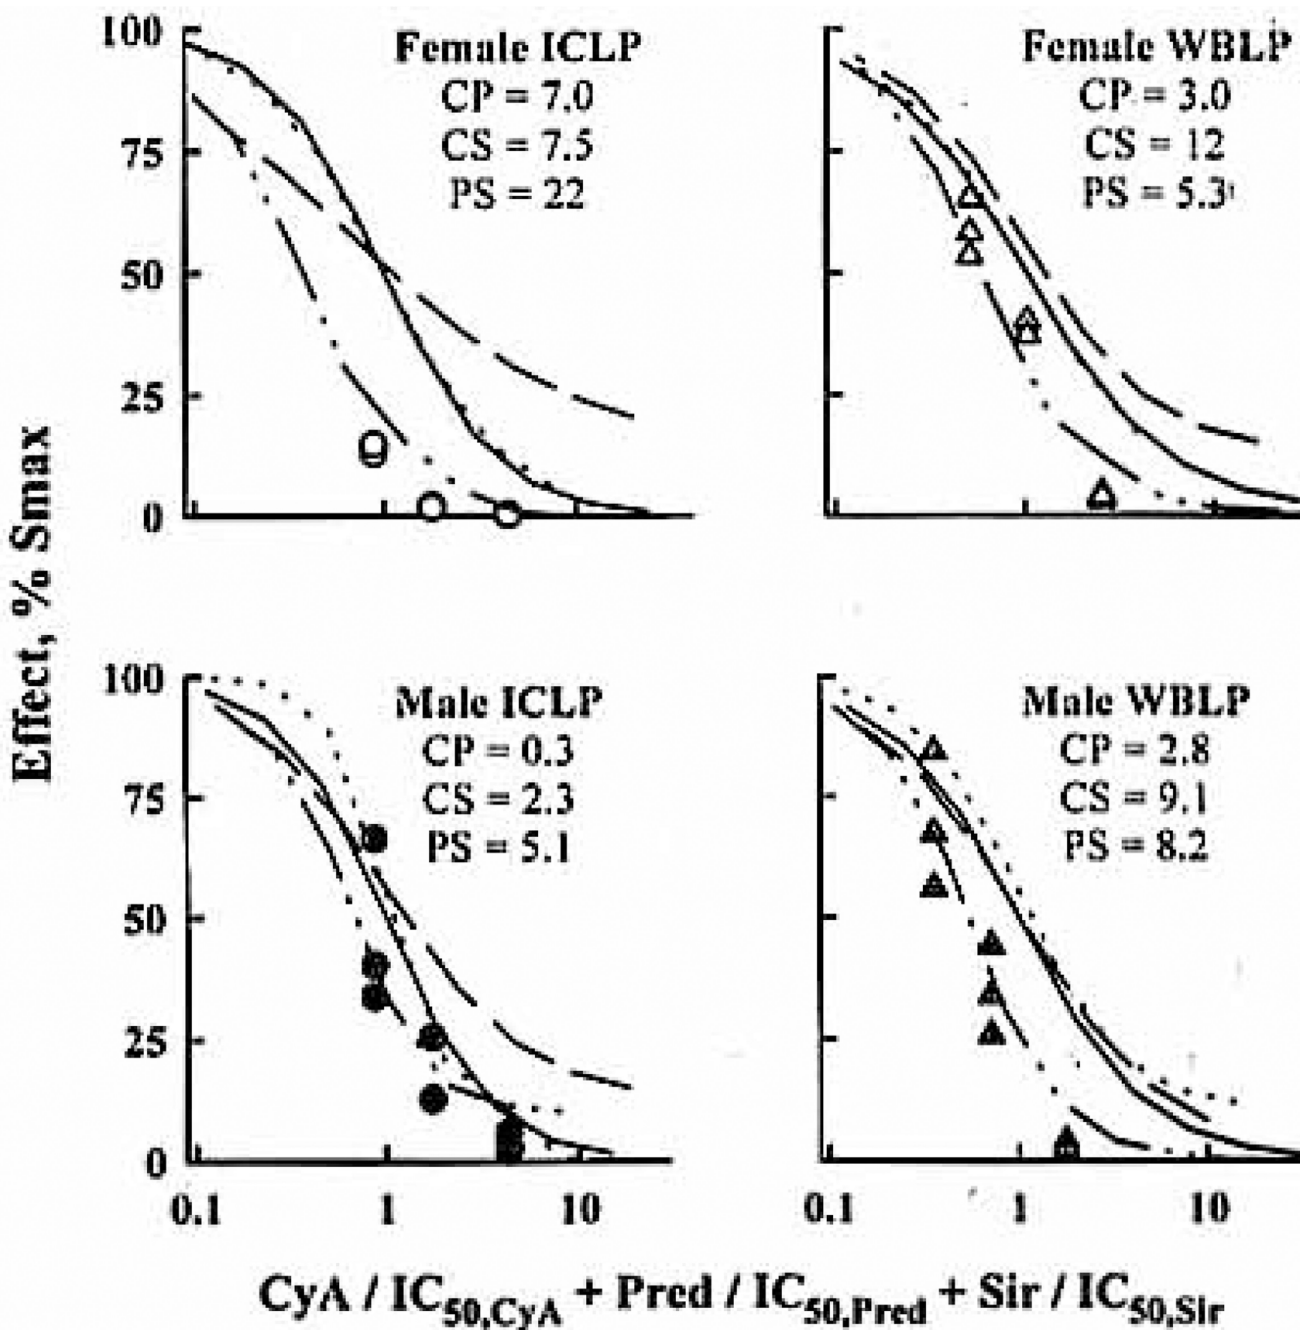 Effect, % Smax
100
75
50
25
0
Female ICLP
CP = 7.0
CS = 7.5
PS = 22
Female WBLP
CP = 3.0
CS = 12
PS = 5.3
100
75
50
25
0
Male ICLP
CP = 0.3
CS = 2.3
PS = 5.1
Male WBLP
CP = 2.8
CS = 9.1
PS = 8.2
0.1 1 10
0.1 1 10
CyA / IC50,CyA + Pred / IC50,Pred + Sir / IC50,Sir